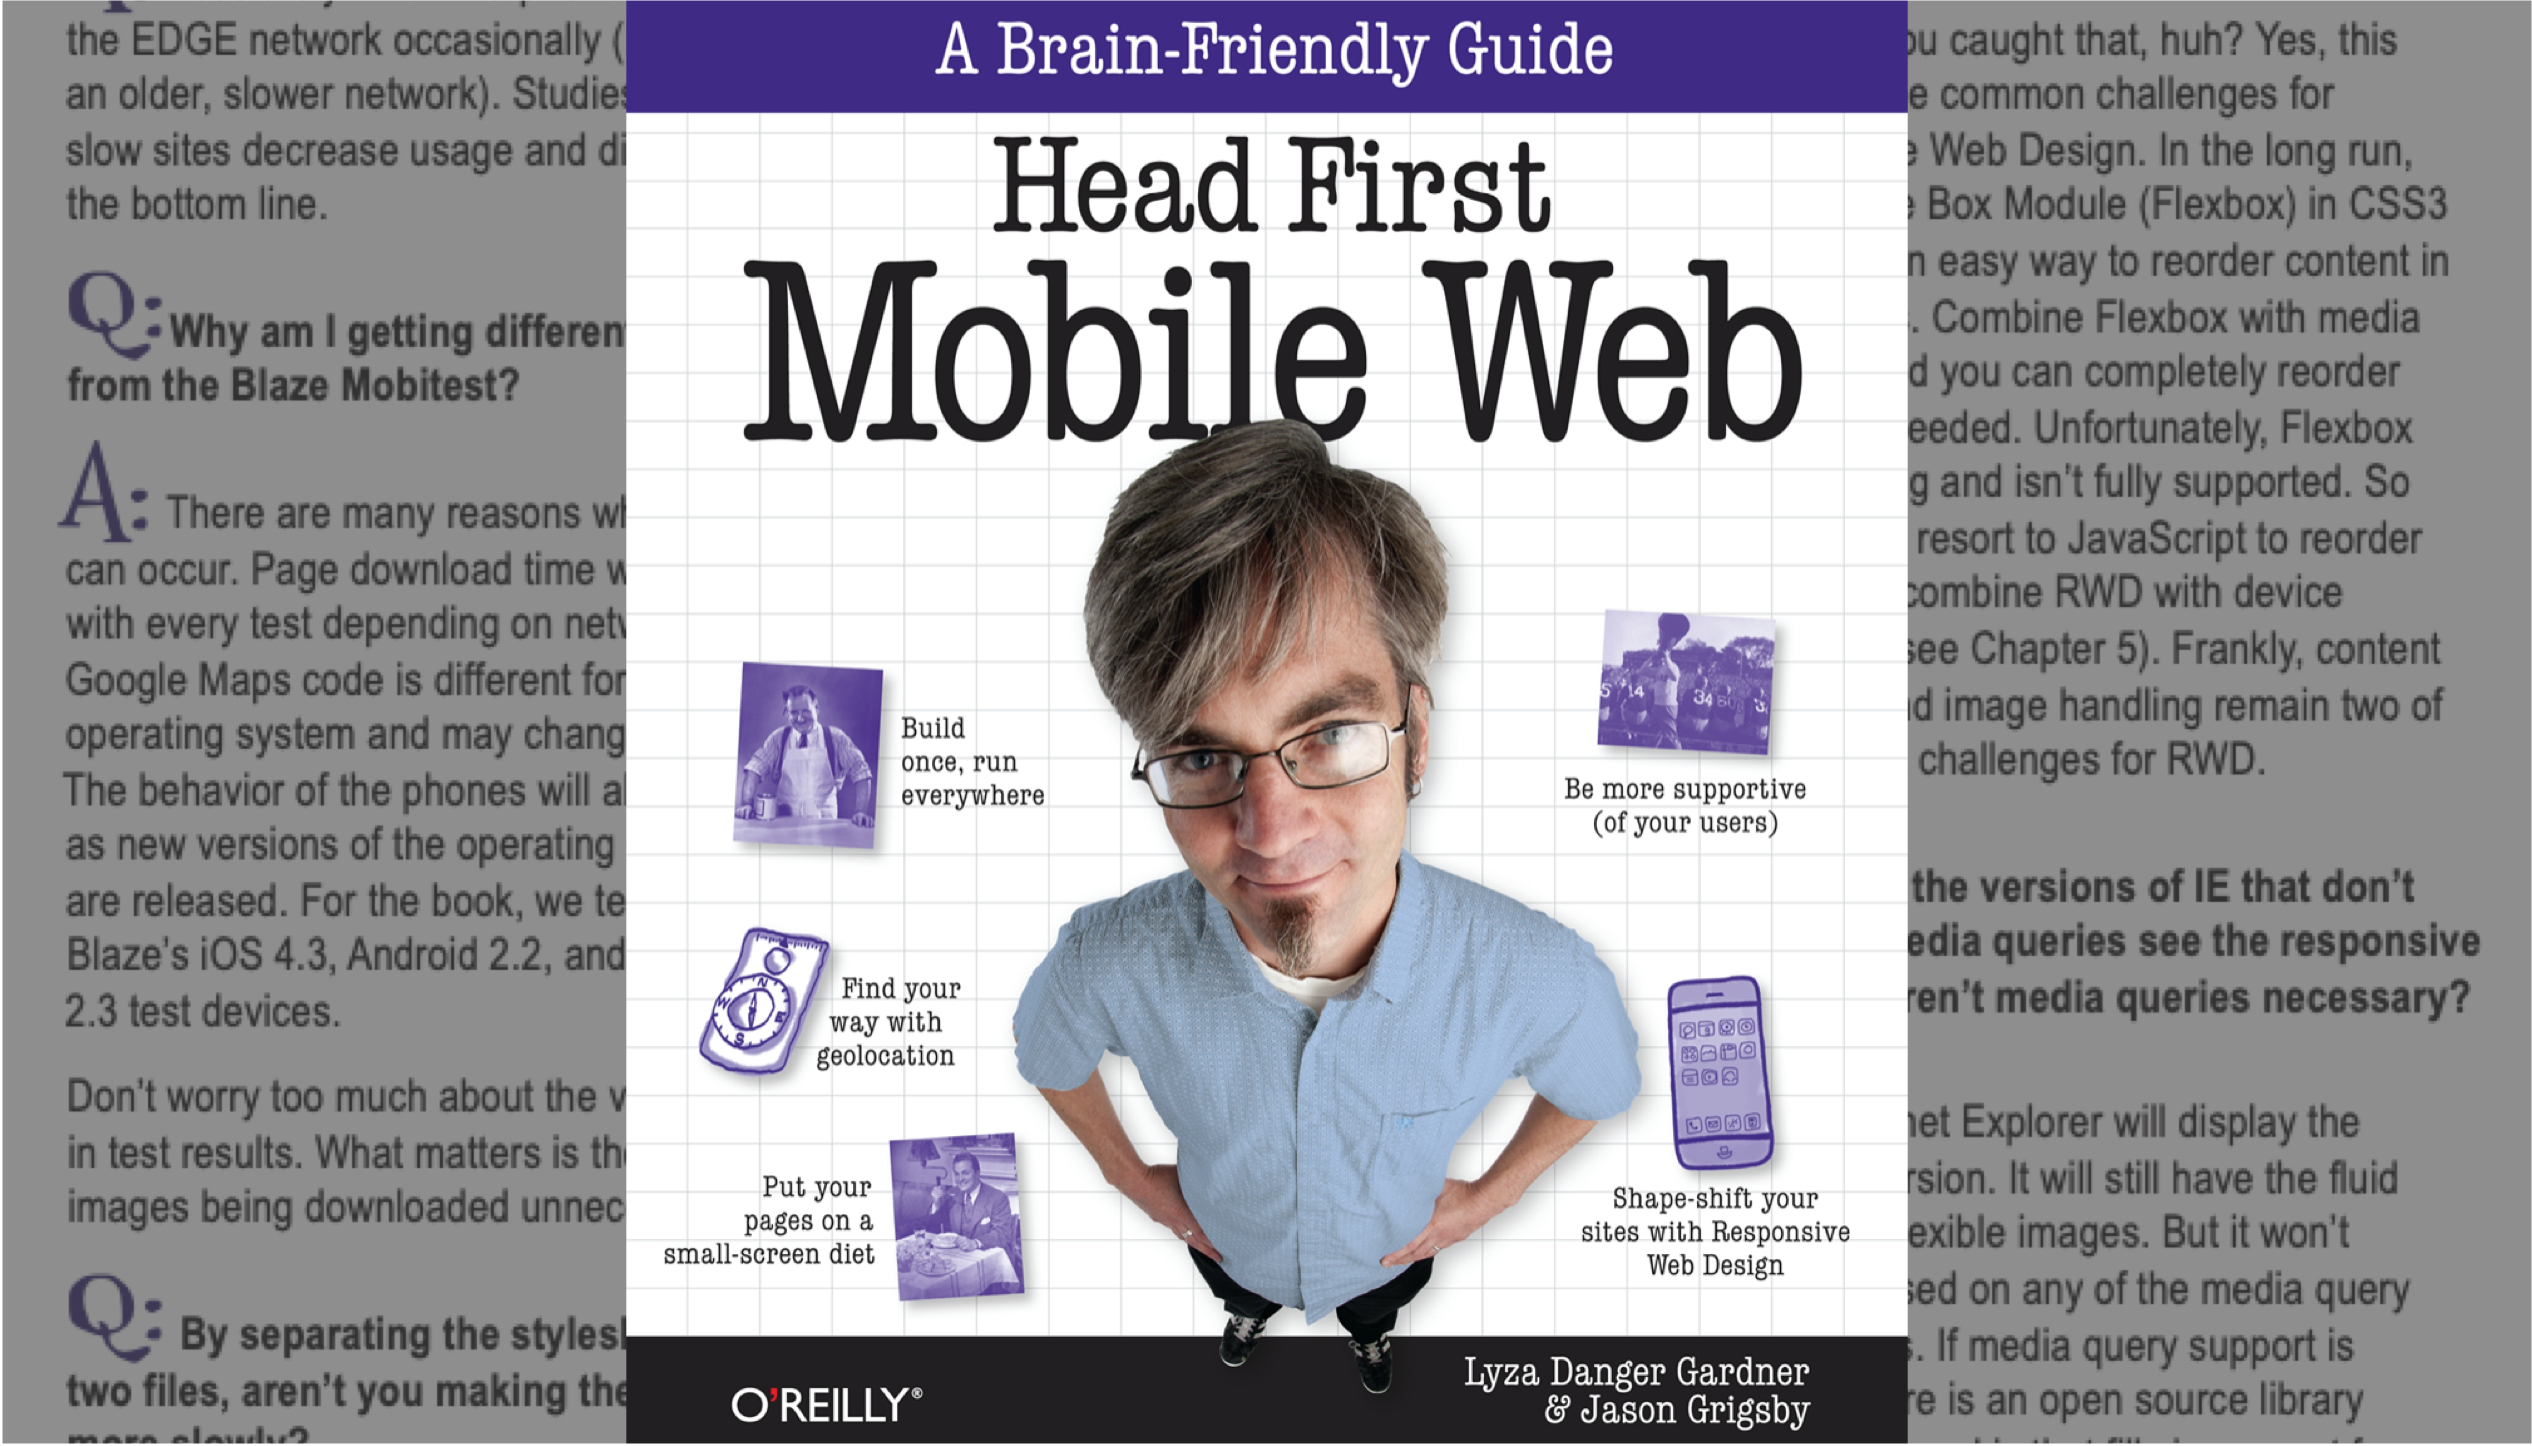 the EDGE network occasionally (
an older, slower network). Studies
slow sites decrease usage and di
the bottom line.
Q: Why am I getting differen
from the Blaze Mobitest?
A: There are many reasons wh
can occur. Page download time w
with every test depending on netw
Google Maps code is different for
operating system and may chang
The behavior of the phones will al
as new versions of the operating
are released. For the book, we te
Blaze's iOS 4.3, Android 2.2, and
2.3 test devices.
Don't worry too much about the v
in test results. What matters is the
images being downloaded unnec
Q: By separating the stylesh
two files, aren't you making the
more slowly?
A Brain-Friendly Guide
Head First
Mobile Web
Build
once, run
everywhere
Be more supportive
(of your users)
Find your
way with
geolocation
Put your
pages on a
small-screen diet
Shape-shift your
sites with Responsive
Web Design
O'REILLY®
Lyza Danger Gardner
& Jason Grigsby
ou caught that, huh? Yes, this
e common challenges for
e Web Design. In the long run,
e Box Module (Flexbox) in CSS3
n easy way to reorder content in
. Combine Flexbox with media
d you can completely reorder
eeded. Unfortunately, Flexbox
g and isn't fully supported. So
resort to JavaScript to reorder
combine RWD with device
see Chapter 5). Frankly, content
d image handling remain two of
challenges for RWD.
the versions of IE that don't
edia queries see the responsive
ren't media queries necessary?
net Explorer will display the
rsion. It will still have the fluid
exible images. But it won't
sed on any of the media query
s. If media query support is
re is an open source library